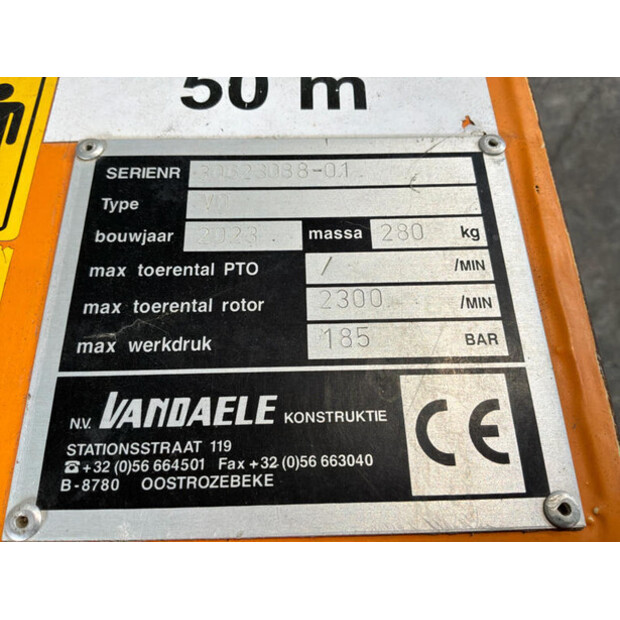 50 m
SERIENR
Type
bouwjaar 2023 massa 280 kg
max toerental PTO / /MIN
max toerental rotor 2300 /MIN
max werkdruk 185 BAR
N.V. VANDAELE KONSTRUKTIE
STATIONSSTRAAT 119
☎+32 (0)56 664501 Fax +32 (0)56 663040
B-8780 OOSTROZEBEKE
CE